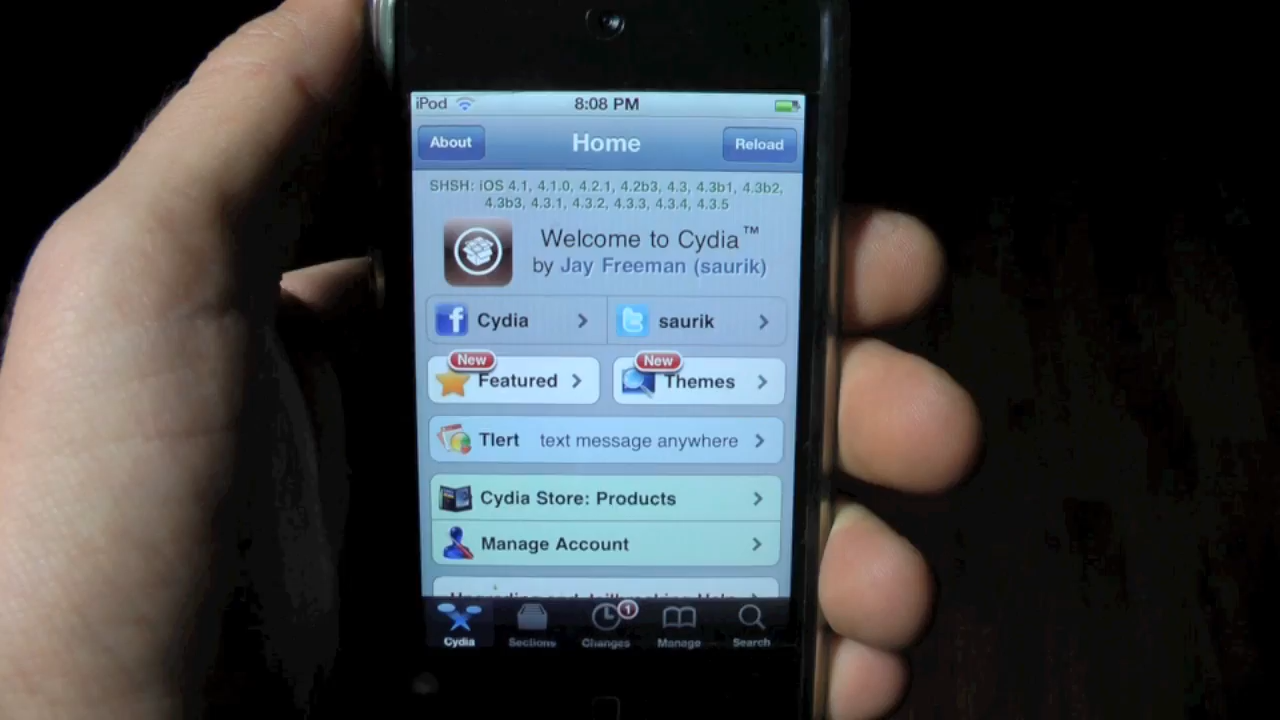 iPod 8:08 PM
About Home Reload
SHSH: iOS 4.1, 4.1.0, 4.2.1, 4.2b3, 4.3, 4.3b1, 4.3b2,
4.3b3, 4.3.1, 4.3.2, 4.3.3, 4.3.4, 4.3.5
Welcome to Cydia™
by Jay Freeman (saurik)
Cydia saurik
New New
Featured Themes
Tlert text message anywhere
Cydia Store: Products
Manage Account
1
Cydia Sections Changes Manage Search